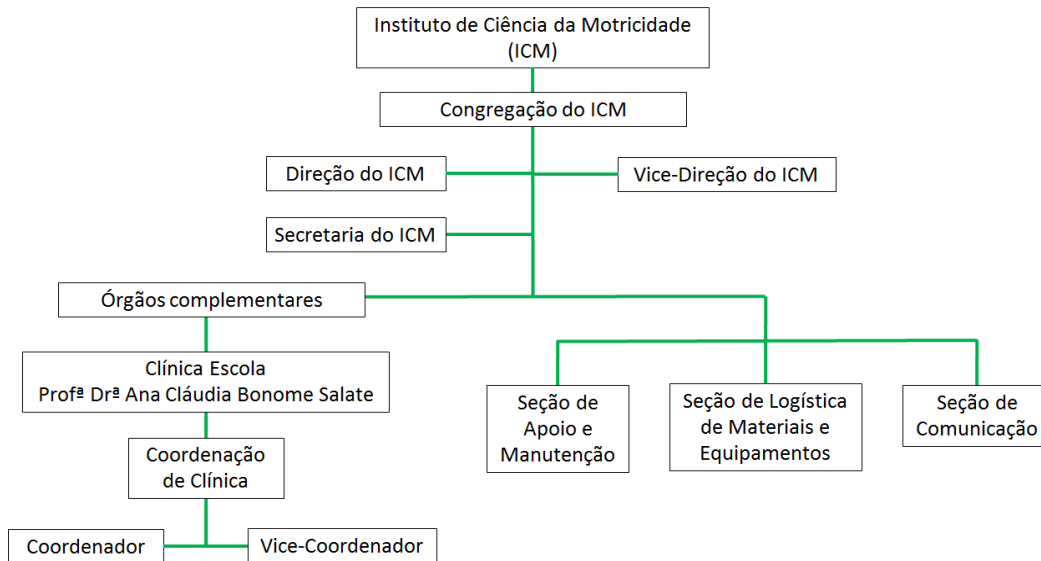 Instituto de Ciência da Motricidade
(ICM)
Congregação do ICM
Direção do ICM
Vice-Direção do ICM
Secretaria do ICM
Órgãos complementares
Clínica Escola
Profª Drª Ana Cláudia Bonome Salate
Seção de
Apoio e
Manutenção
Seção de Logística
de Materiais e
Equipamentos
Seção de
Comunicação
Coordenação
de Clínica
Coordenador
Vice-Coordenador